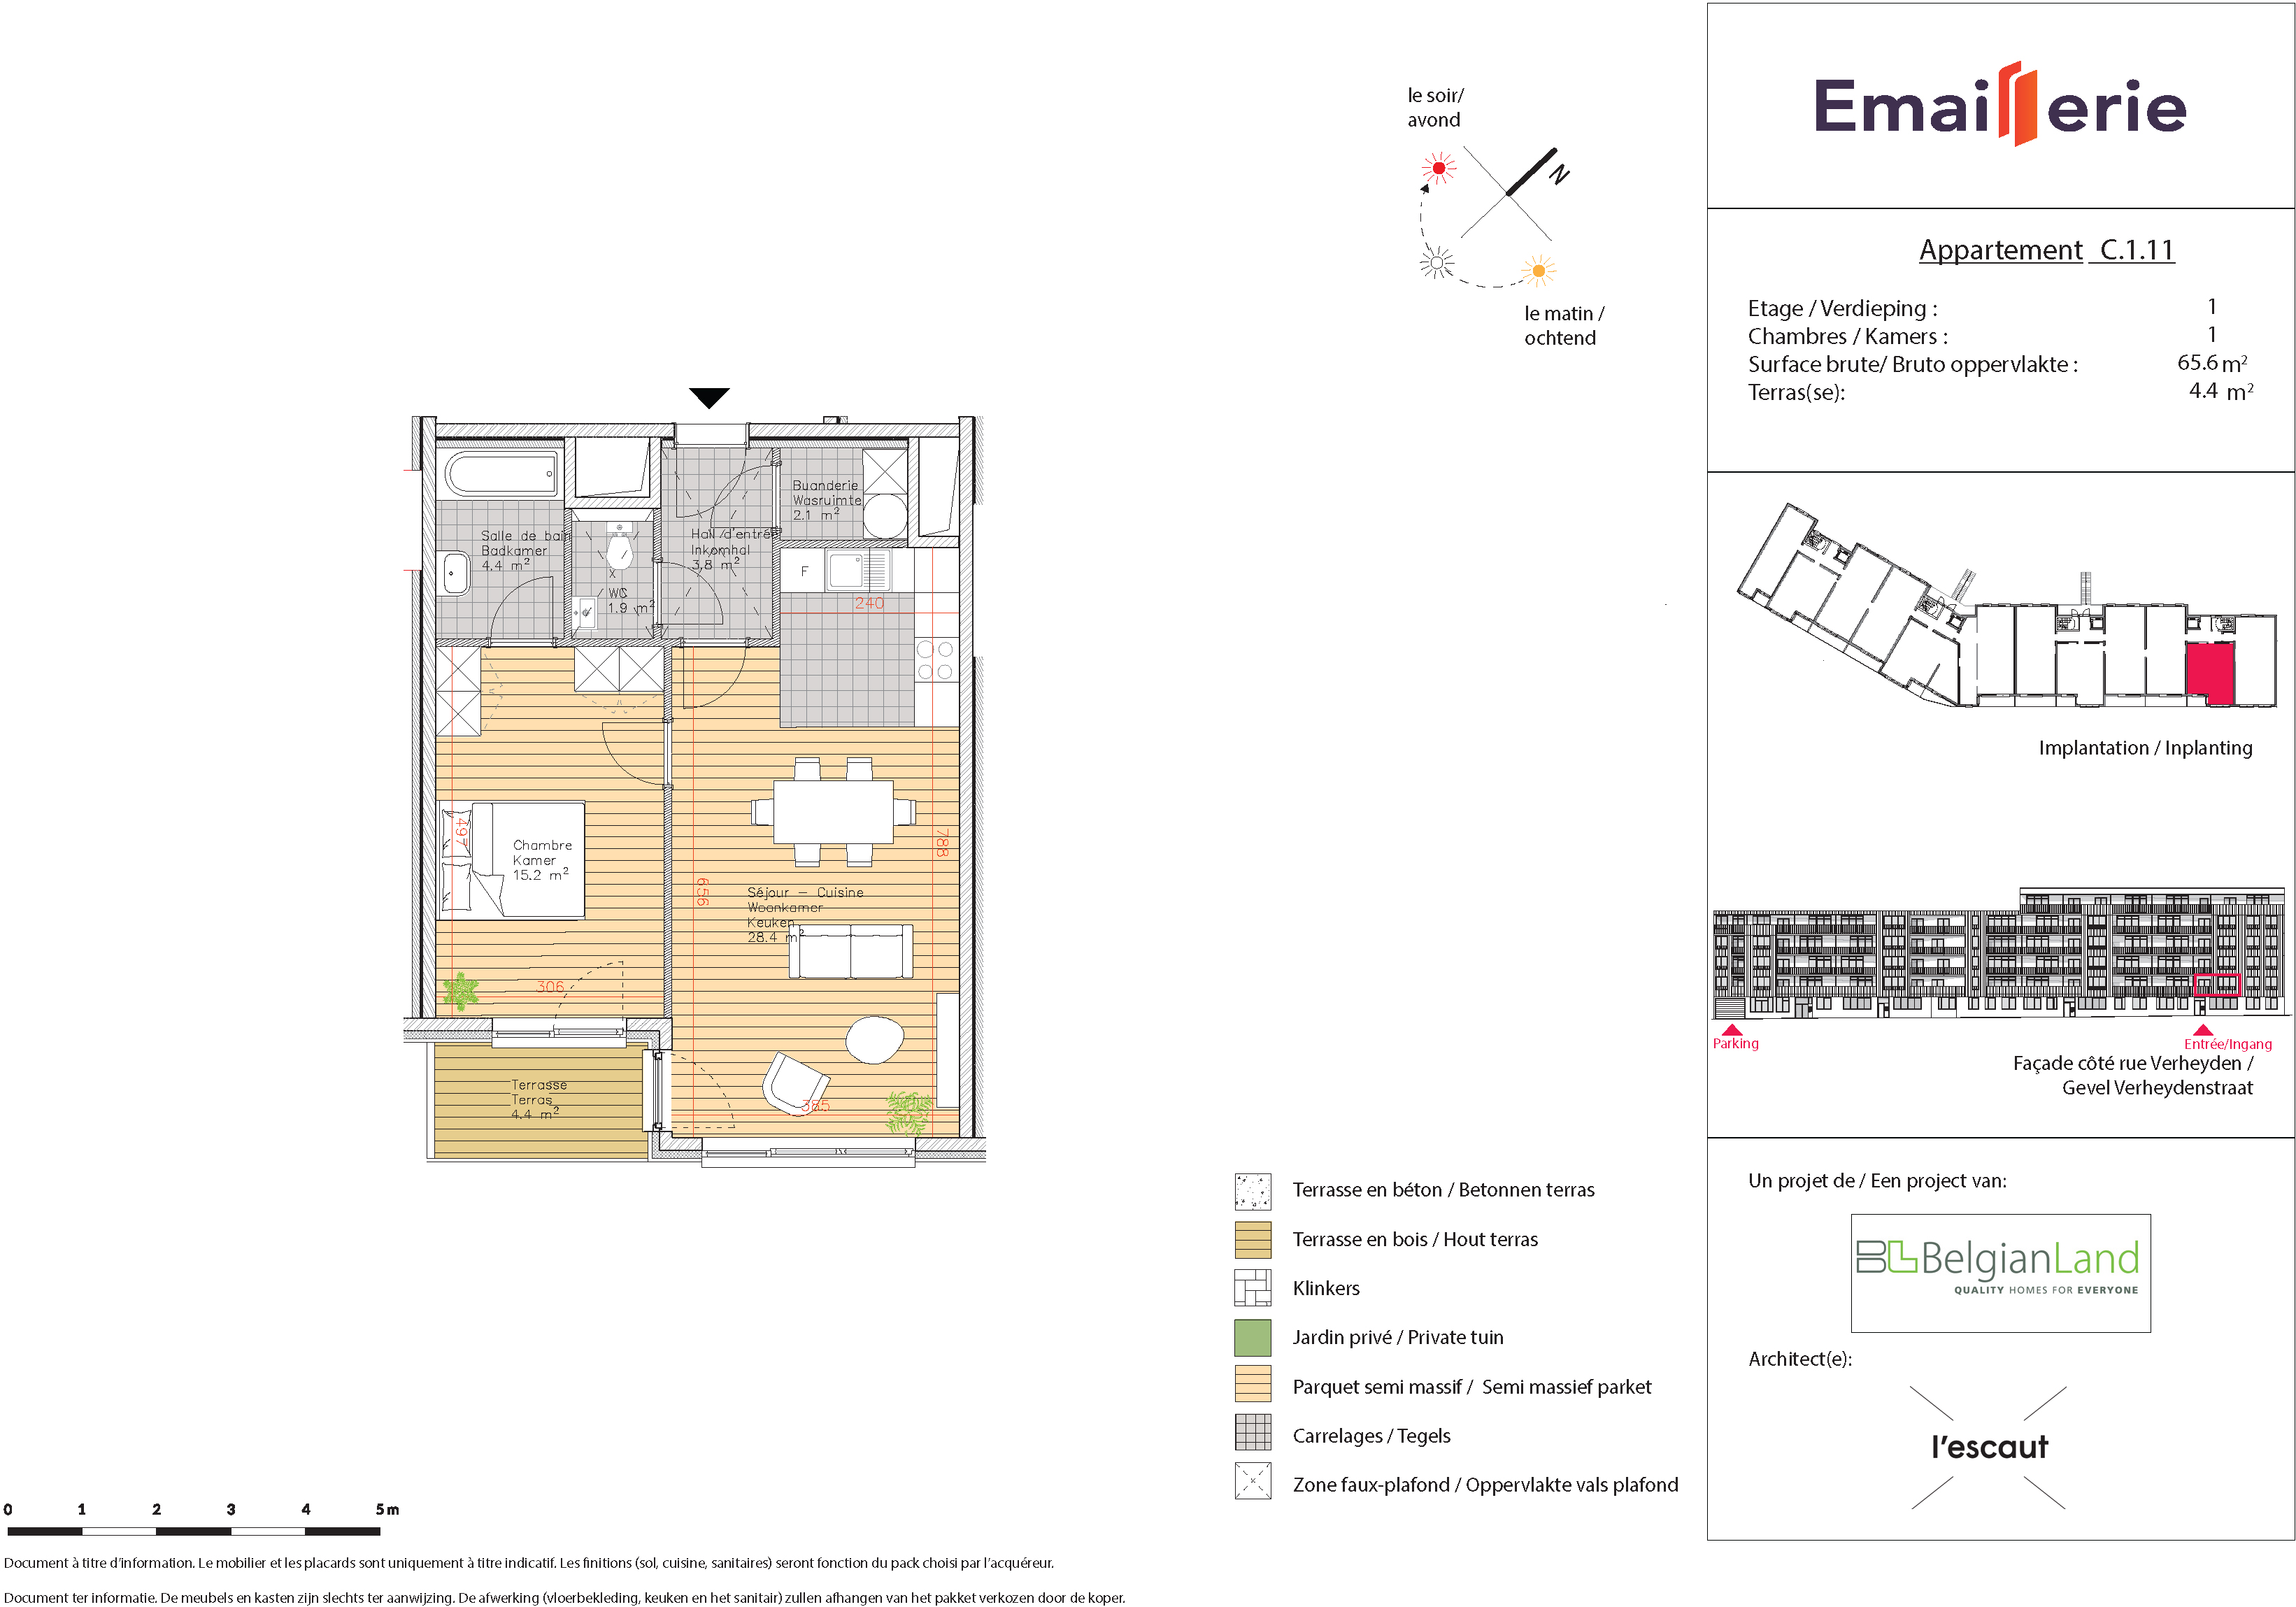 le soir/
avond
N
le matin /
ochtend
Emaillerie
Appartement C.1.11
Etage / Verdieping : 1
Chambres / Kamers : 1
Surface brute/ Bruto oppervlakte : 65.6 m²
Terras(se): 4.4 m²
Buanderie
Wasruimte
2.1 m²
Salle de bain
Badkamer
4.4 m²
Hall d'entrée
Inkomhal
3.8 m²
WC
1.9 m²
F
240
497
Chambre
Kamer
15.2 m²
788
656
Séjour – Cuisine
Woonkamer
Keuken
28.4 m²
306
385
Terrasse
Terras
4.4 m²
Implantation / Inplanting
Parking
Entrée/Ingang
Façade côté rue Verheyden /
Gevel Verheydenstraat
Un projet de / Een project van:
BL BelgianLand
QUALITY HOMES FOR EVERYONE
Architect(e):
l'escaut
Terrasse en béton / Betonnen terras
Terrasse en bois / Hout terras
Klinkers
Jardin privé / Private tuin
Parquet semi massif / Semi massief parket
Carrelages / Tegels
Zone faux-plafond / Oppervlakte vals plafond
0 1 2 3 4 5 m
Document à titre d'information. Le mobilier et les placards sont uniquement à titre indicatif. Les finitions (sol, cuisine, sanitaires) seront fonction du pack choisi par l'acquéreur.
Document ter informatie. De meubels en kasten zijn slechts ter aanwijzing. De afwerking (vloerbekleding, keuken en het sanitair) zullen afhangen van het pakket verkozen door de koper.